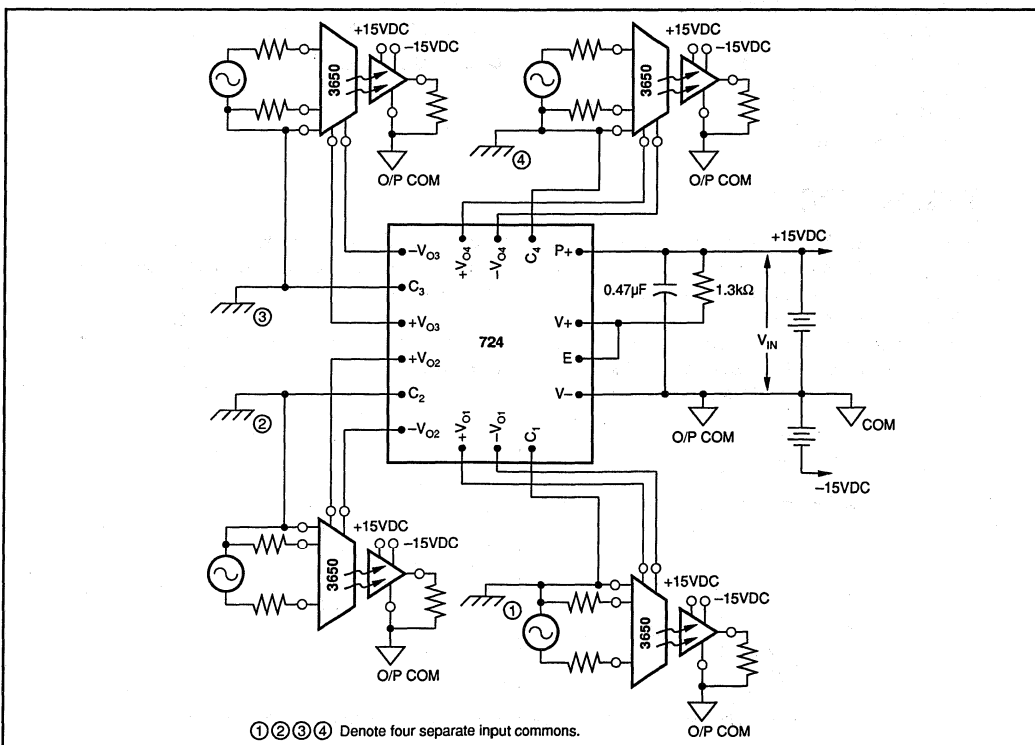 +15VDC
−15VDC
3650
O/P COM
③
+15VDC
−15VDC
3650
④
O/P COM
−VO3
C3
+VO3
+VO2
C2
−VO2
+VO4
−VO4
C4
724
P+
V+
E
V−
+VO1
−VO1
C1
0.47µF
1.3kΩ
+15VDC
VIN
O/P COM
COM
−15VDC
②
+15VDC
−15VDC
3650
O/P COM
①
+15VDC
−15VDC
3650
O/P COM
①②③④ Denote four separate input commons.